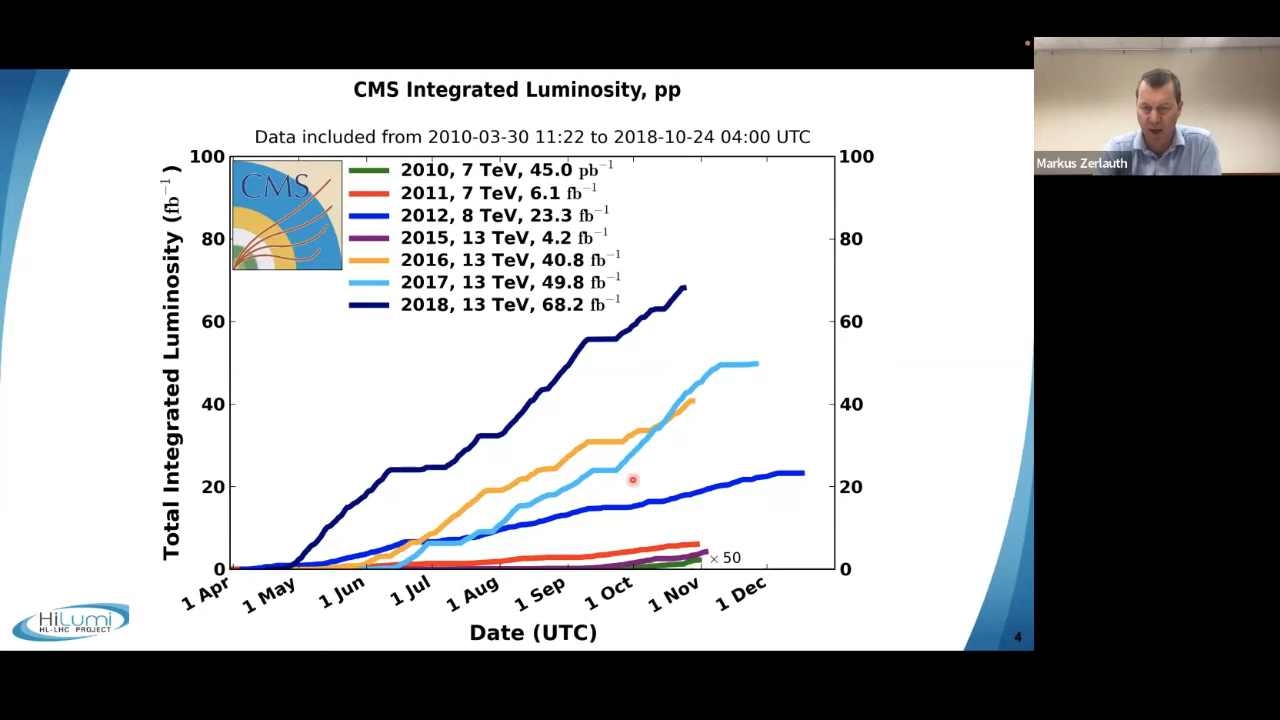 CMS Integrated Luminosity, pp
Data included from 2010-03-30 11:22 to 2018-10-24 04:00 UTC
Total Integrated Luminosity (fb⁻¹)
100
80
60
40
20
0
CMS
2010, 7 TeV, 45.0 pb⁻¹
2011, 7 TeV, 6.1 fb⁻¹
2012, 8 TeV, 23.3 fb⁻¹
2015, 13 TeV, 4.2 fb⁻¹
2016, 13 TeV, 40.8 fb⁻¹
2017, 13 TeV, 49.8 fb⁻¹
2018, 13 TeV, 68.2 fb⁻¹
× 50
100
80
60
40
20
0
1 Apr
1 May
1 Jun
1 Jul
1 Aug
1 Sep
1 Oct
1 Nov
1 Dec
Date (UTC)
HiLumi
HL-LHC PROJECT
4
Markus Zerlauth